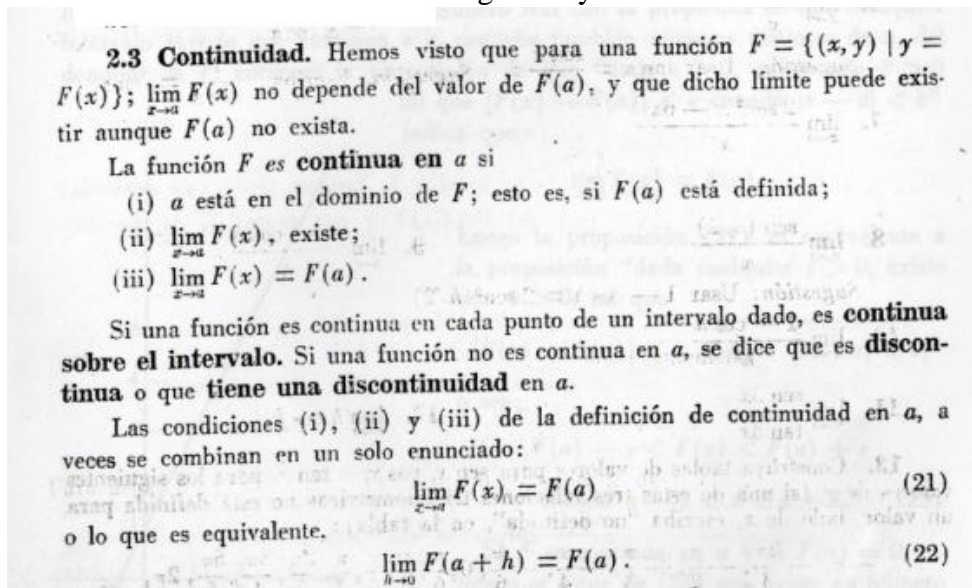 2.3 Continuidad. Hemos visto que para una función F = {(x, y) | y =
F(x)}; lim F(x) no depende del valor de F(a), y que dicho límite puede exis-
x→a
tir aunque F(a) no exista.
La función F es continua en a si
(i) a está en el dominio de F; esto es, si F(a) está definida;
(ii) lim F(x), existe;
x→a
(iii) lim F(x) = F(a).
x→a
Si una función es continua en cada punto de un intervalo dado, es continua
sobre el intervalo. Si una función no es continua en a, se dice que es discon-
tinua o que tiene una discontinuidad en a.
Las condiciones (i), (ii) y (iii) de la definición de continuidad en a, a
veces se combinan en un solo enunciado:
lim F(x) = F(a) (21)
x→a
o lo que es equivalente,
lim F(a + h) = F(a). (22)
h→0